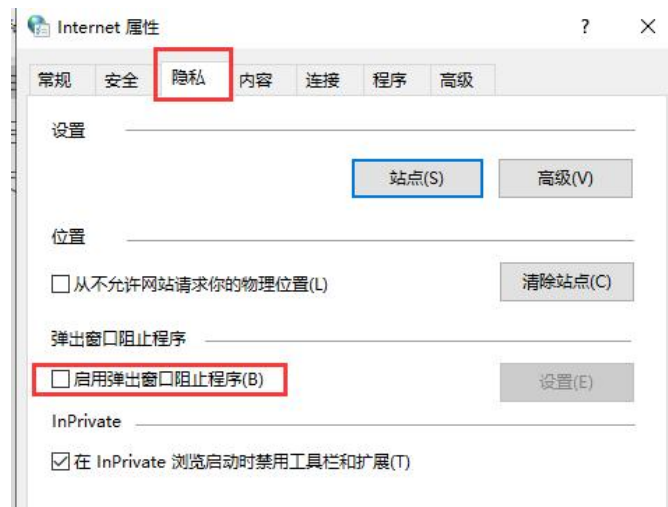 Internet 属性
?
常规 安全 隐私 内容 连接 程序 高级
设置
站点(S) 高级(V)
位置
从不允许网站请求你的物理位置(L) 清除站点(C)
弹出窗口阻止程序
启用弹出窗口阻止程序(B) 设置(E)
InPrivate
在 InPrivate 浏览启动时禁用工具栏和扩展(T)